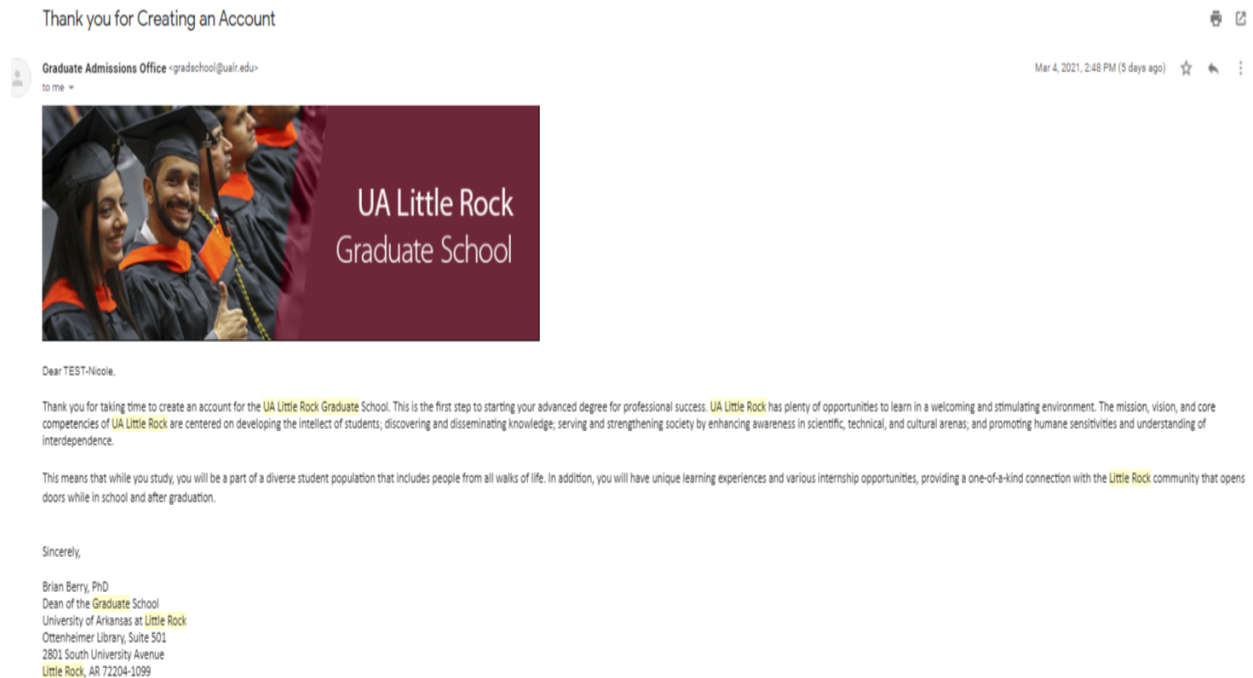 Thank you for Creating an Account
Graduate Admissions Office <gradschool@ualr.edu>
Mar 4, 2021, 2:48 PM (5 days ago)
to me
UA Little Rock
Graduate School
Dear TEST-Nicole,
Thank you for taking time to create an account for the UA Little Rock Graduate School. This is the first step to starting your advanced degree for professional success. UA Little Rock has plenty of opportunities to learn in a welcoming and stimulating environment. The mission, vision, and core
competencies of UA Little Rock are centered on developing the intellect of students; discovering and disseminating knowledge; serving and strengthening society by enhancing awareness in scientific, technical, and cultural arenas; and promoting humane sensitivities and understanding of
interdependence.
This means that while you study, you will be a part of a diverse student population that includes people from all walks of life. In addition, you will have unique learning experiences and various internship opportunities, providing a one-of-a-kind connection with the Little Rock community that opens
doors while in school and after graduation.
Sincerely,
Brian Berry, PhD
Dean of the Graduate School
University of Arkansas at Little Rock
Ottenheimer Library, Suite 501
2801 South University Avenue
Little Rock, AR 72204-1099